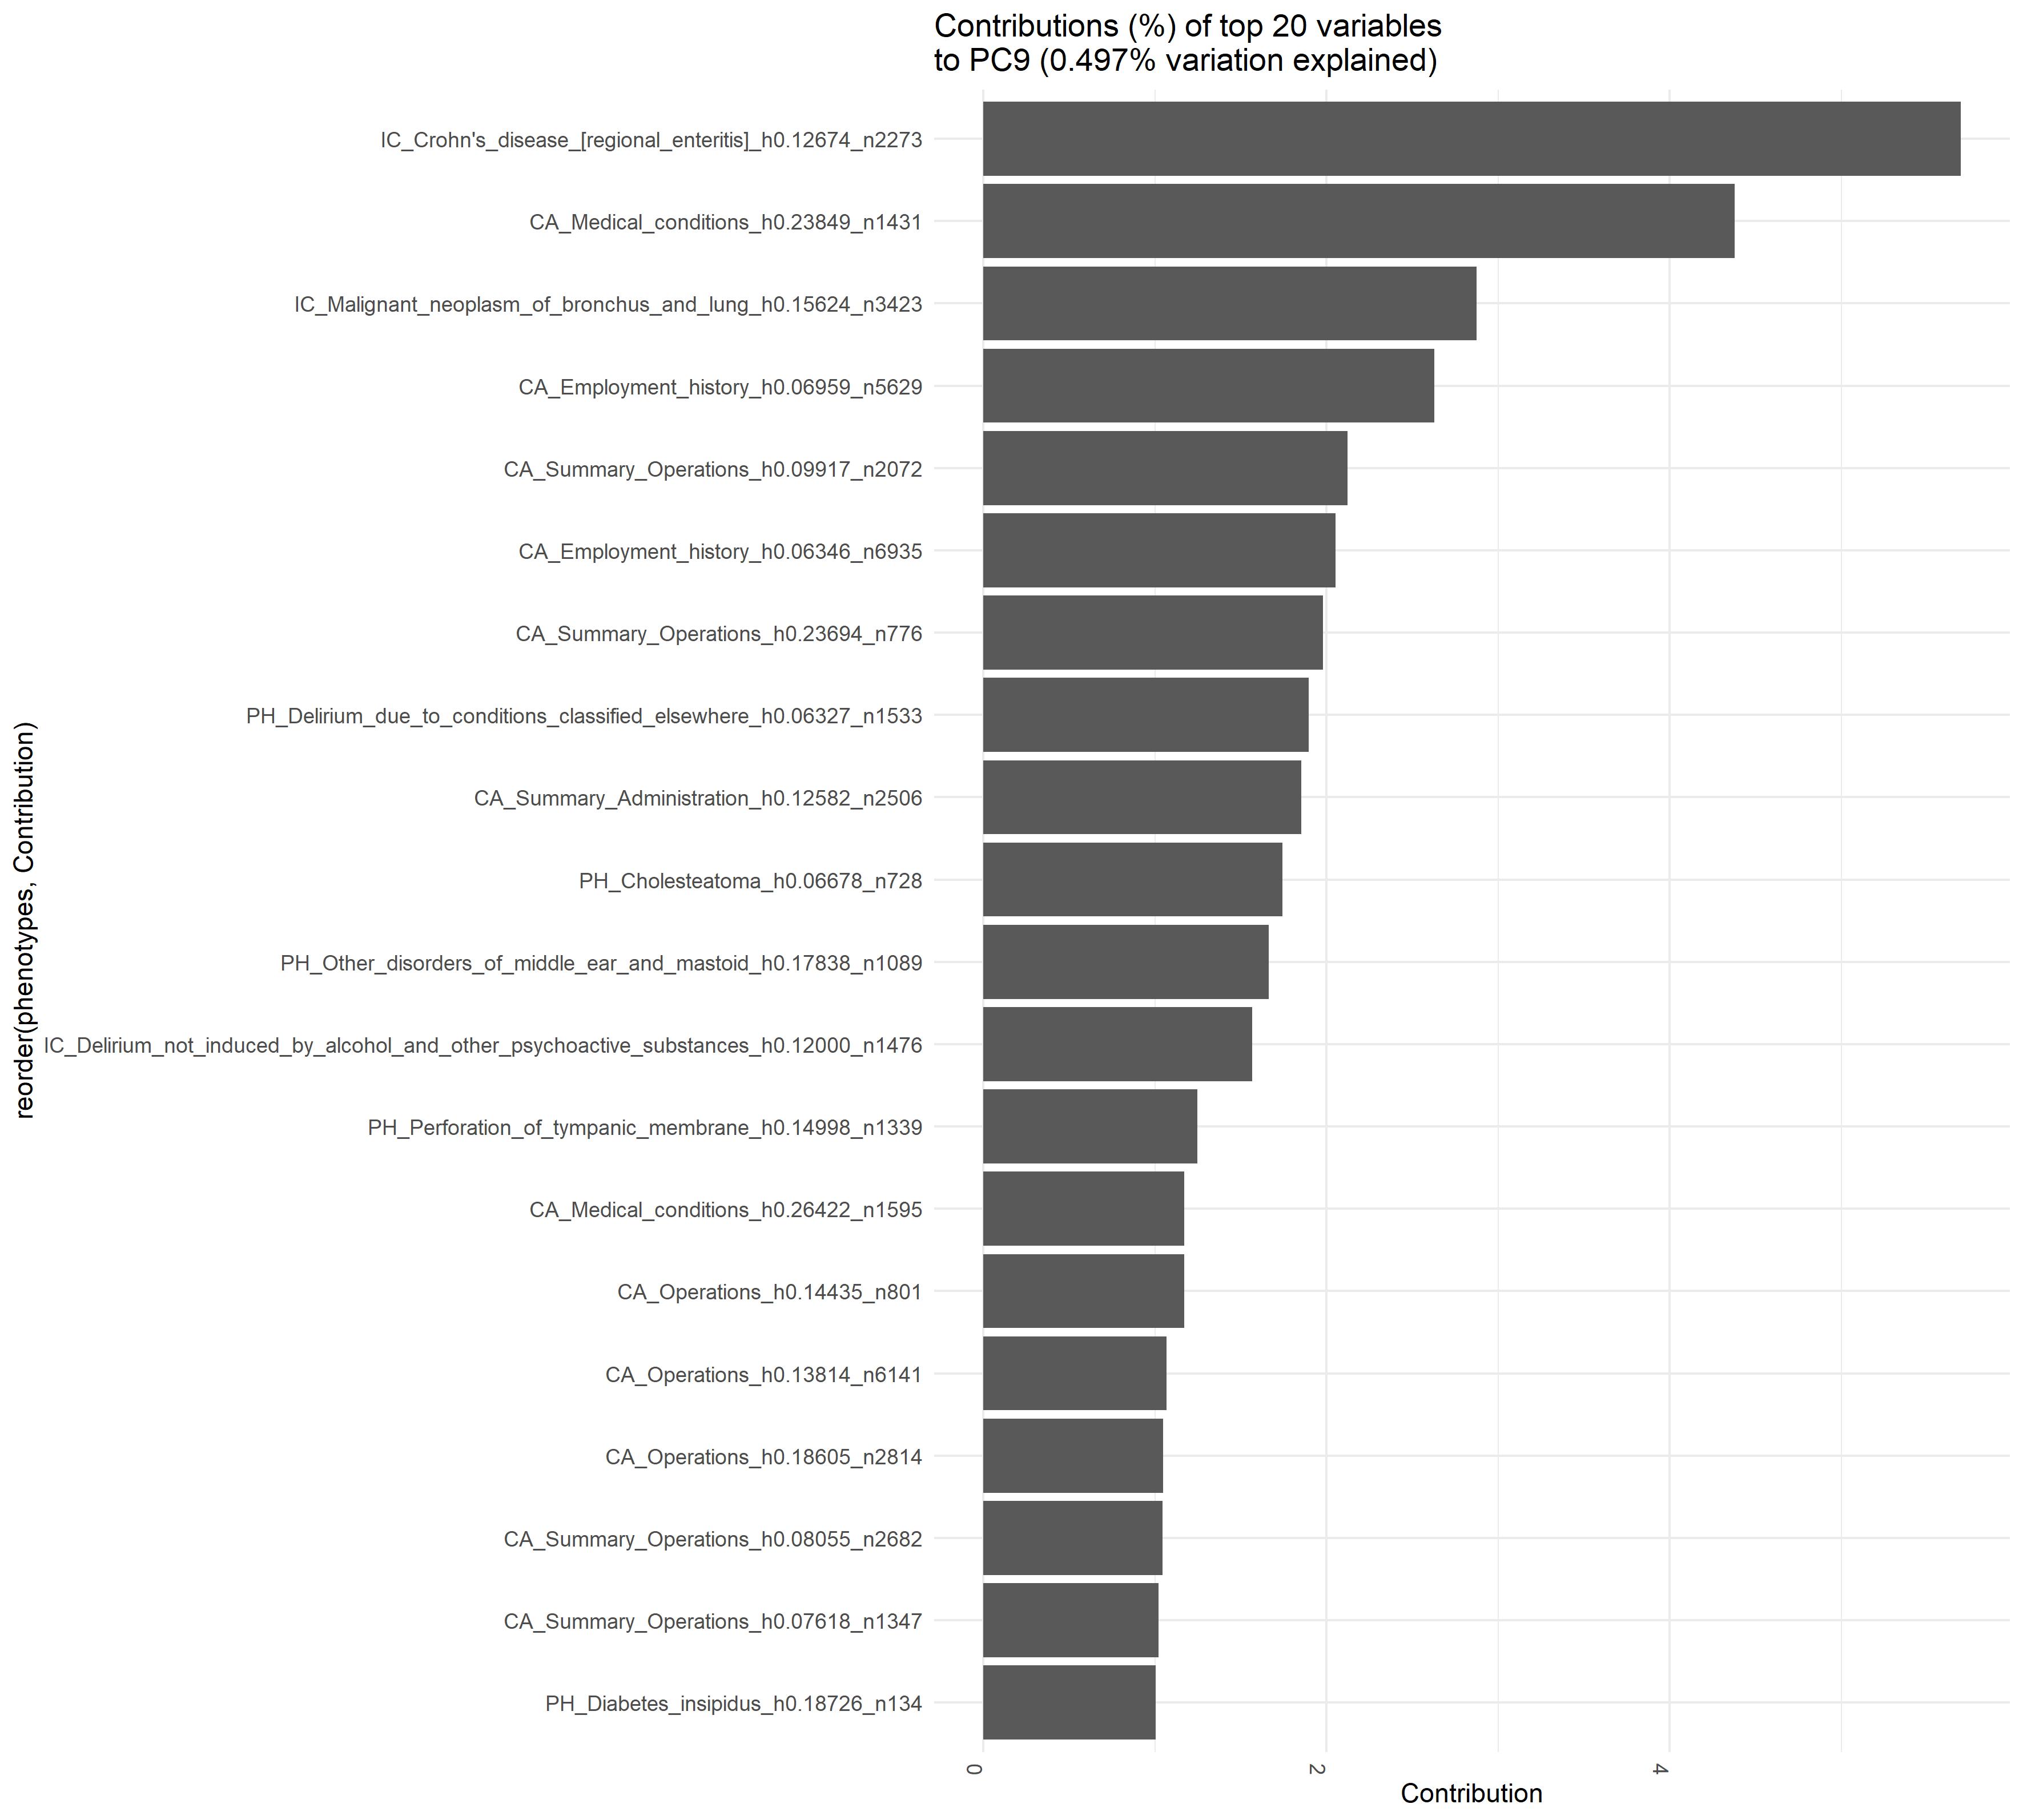 Contributions (%) of top 20 variables
to PC9 (0.497% variation explained)
IC_Crohn's_disease_[regional_enteritis]_h0.12674_n2273
CA_Medical_conditions_h0.23849_n1431
IC_Malignant_neoplasm_of_bronchus_and_lung_h0.15624_n3423
CA_Employment_history_h0.06959_n5629
CA_Summary_Operations_h0.09917_n2072
CA_Employment_history_h0.06346_n6935
CA_Summary_Operations_h0.23694_n776
PH_Delirium_due_to_conditions_classified_elsewhere_h0.06327_n1533
CA_Summary_Administration_h0.12582_n2506
PH_Cholesteatoma_h0.06678_n728
PH_Other_disorders_of_middle_ear_and_mastoid_h0.17838_n1089
IC_Delirium_not_induced_by_alcohol_and_other_psychoactive_substances_h0.12000_n1476
PH_Perforation_of_tympanic_membrane_h0.14998_n1339
CA_Medical_conditions_h0.26422_n1595
CA_Operations_h0.14435_n801
CA_Operations_h0.13814_n6141
CA_Operations_h0.18605_n2814
CA_Summary_Operations_h0.08055_n2682
CA_Summary_Operations_h0.07618_n1347
PH_Diabetes_insipidus_h0.18726_n134
reorder(phenotypes, Contribution)
0 2 4
Contribution